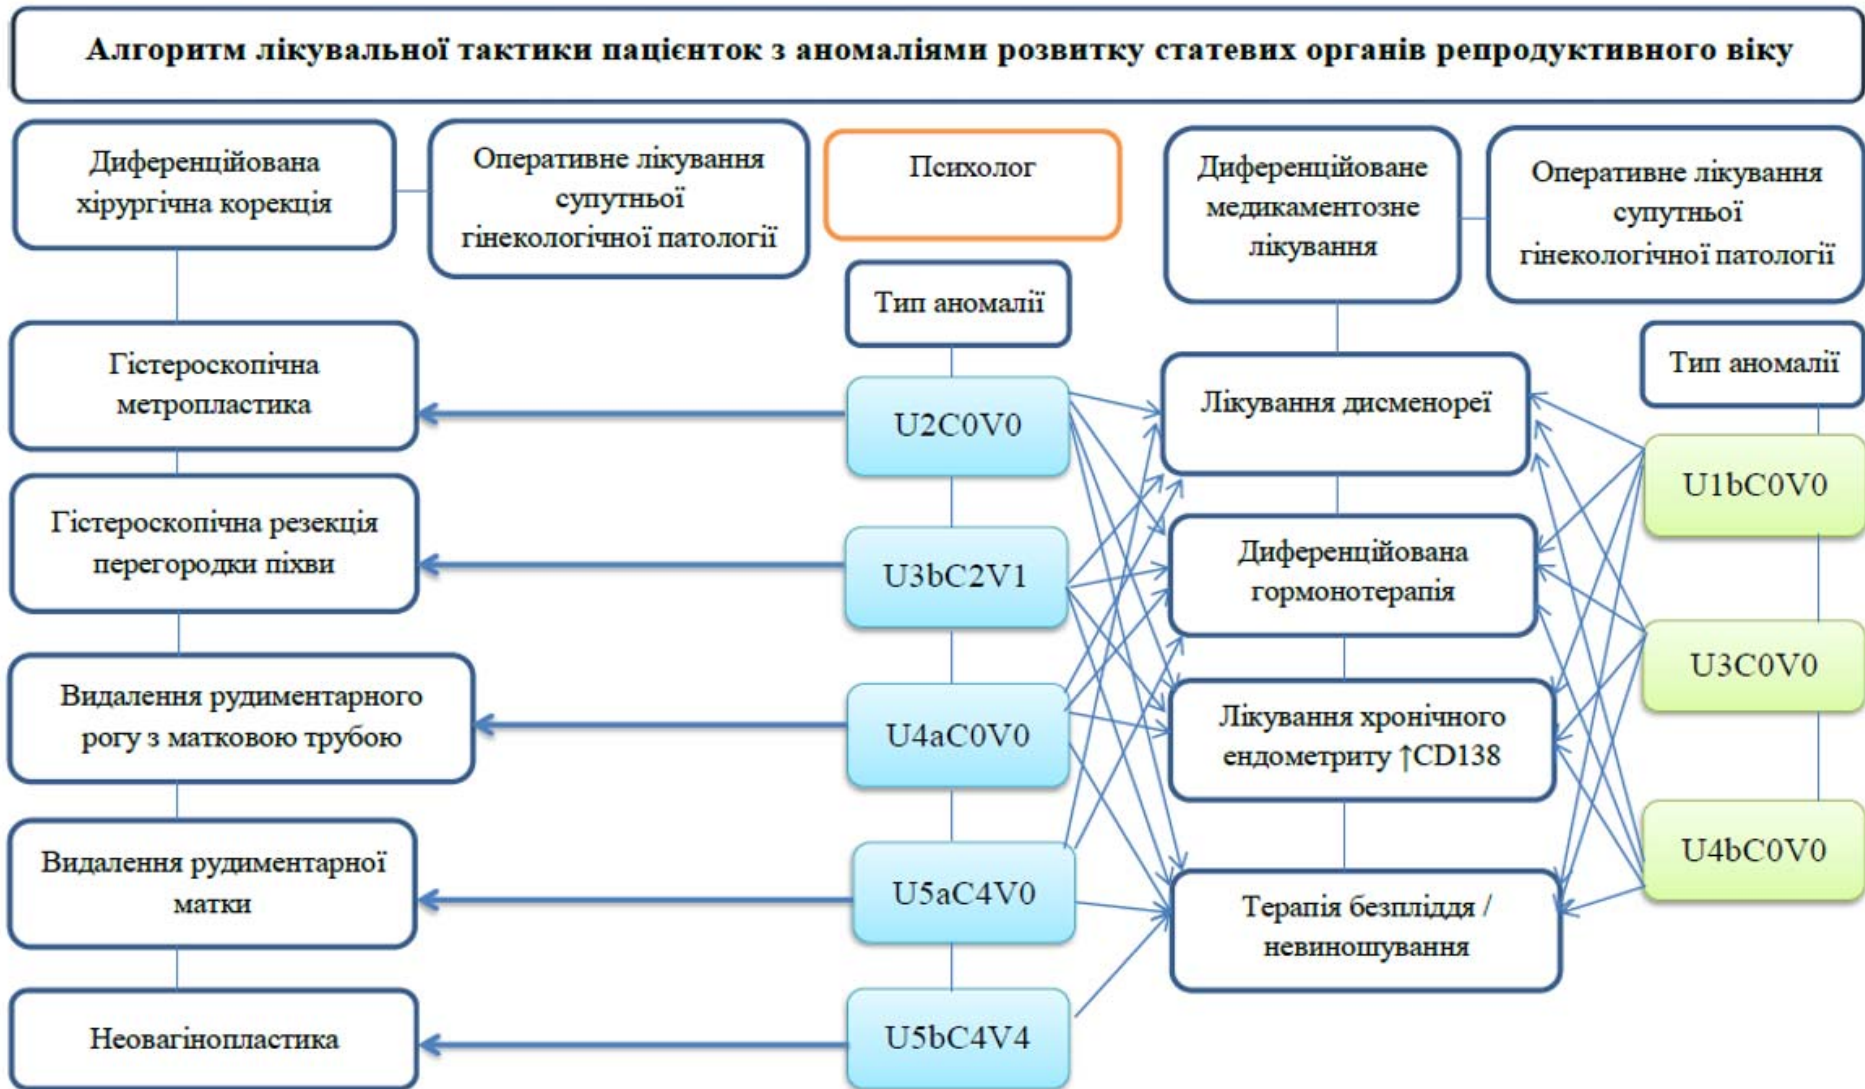 Алгоритм лікувальної тактики пацієнток з аномаліями розвитку статевих органів репродуктивного віку
Диференційована
хірургічна корекція
Оперативне лікування
супутньої
гінекологічної патології
Психолог
Диференційоване
медикаментозне
лікування
Оперативне лікування
супутньої
гінекологічної патології
Тип аномалії
Тип аномалії
Гістероскопічна
метропластика
Гістероскопічна резекція
перегородки піхви
Видалення рудиментарного
рогу з матковою трубою
Видалення рудиментарної
матки
Неовагінопластика
U2C0V0
U3bC2V1
U4aC0V0
U5aC4V0
U5bC4V4
Лікування дисменореї
Диференційована
гормонотерапія
Лікування хронічного
ендометриту ↑CD138
Терапія безпліддя /
невиношування
U1bC0V0
U3C0V0
U4bC0V0